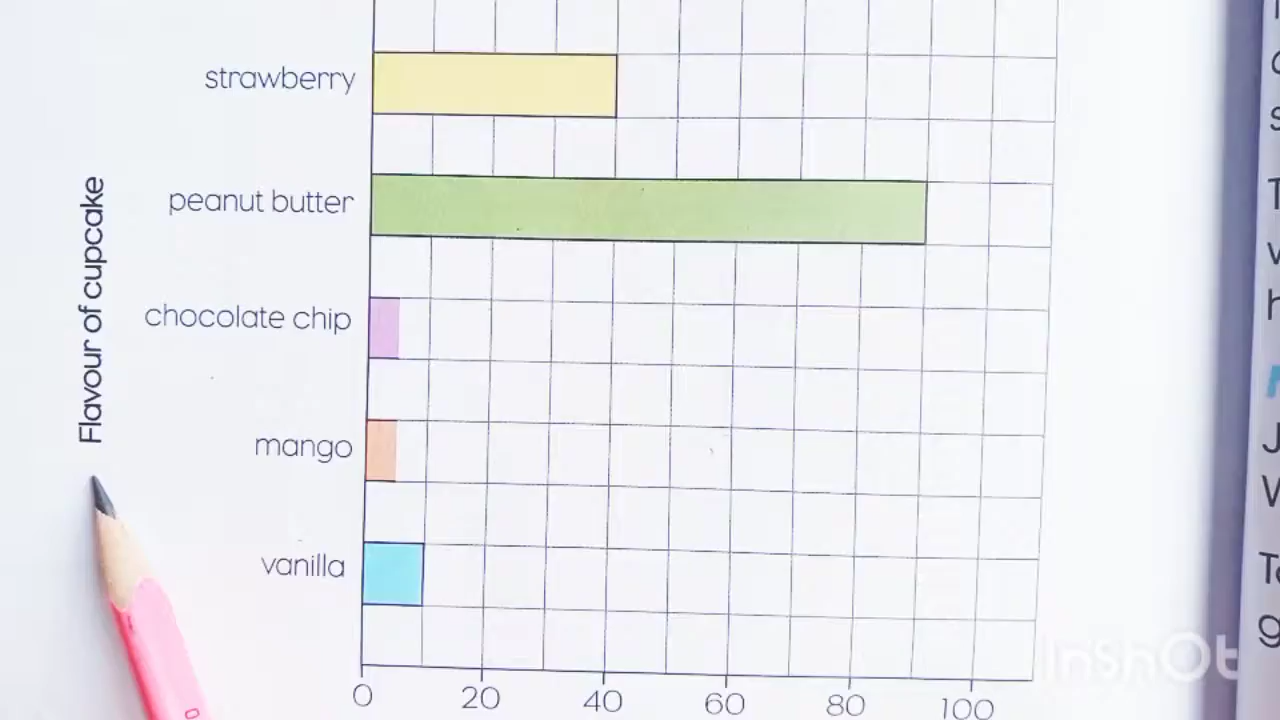 strawberry
peanut butter
chocolate chip
mango
vanilla
Flavour of cupcake
0 20 40 60 80 100
InShOt